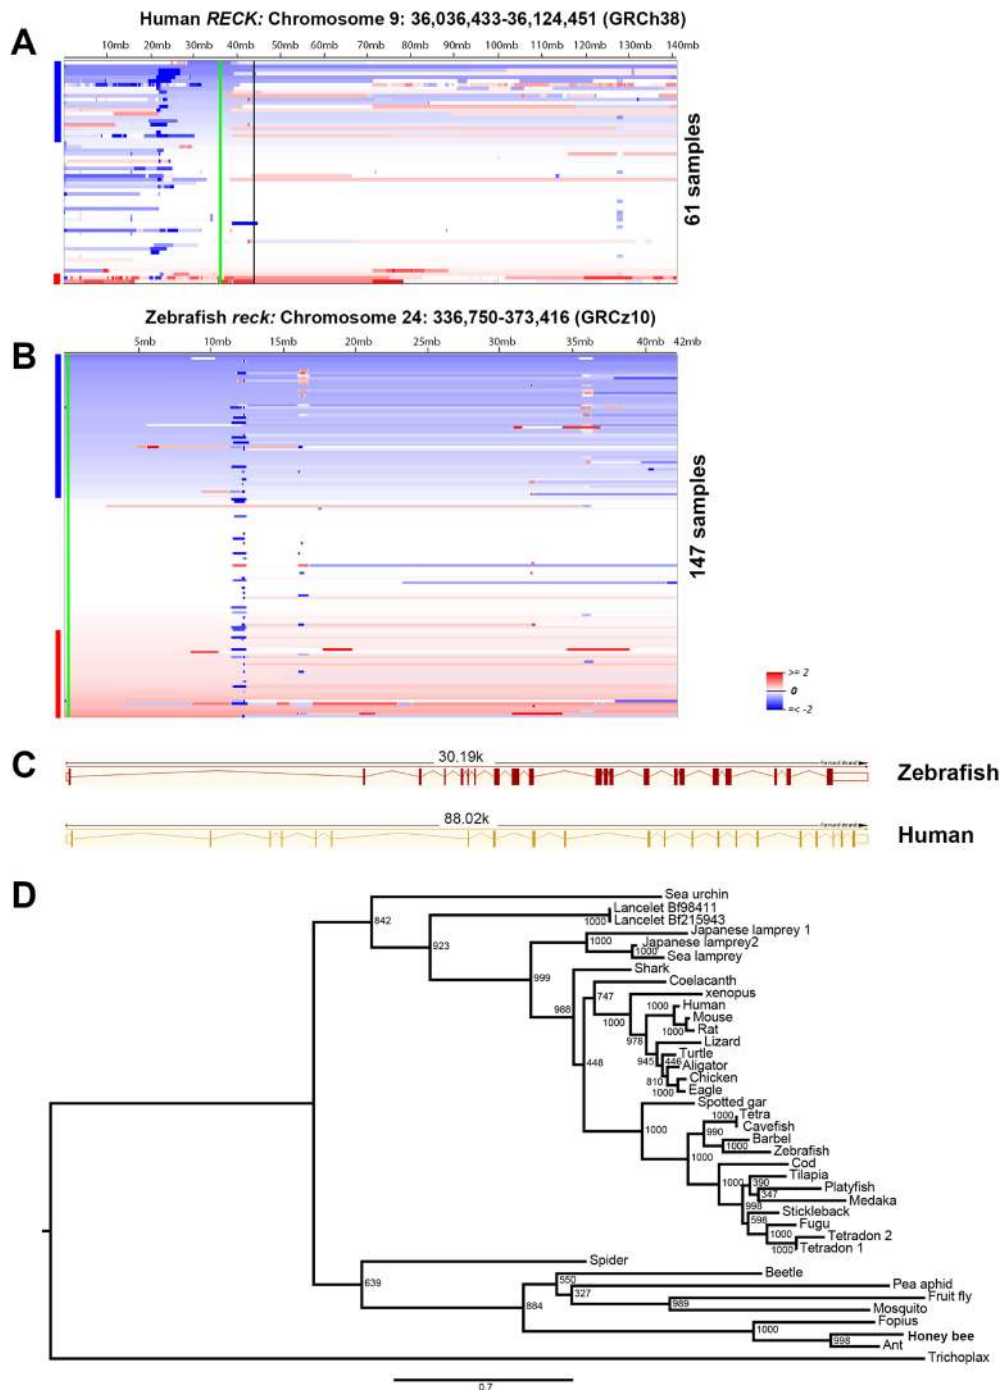 Human RECK: Chromosome 9: 36,036,433-36,124,451 (GRCh38)
A
10mb 20mb 30mb 40mb 50mb 60mb 70mb 80mb 90mb 100mb 110mb 120mb 130mb 140mb
61 samples
Zebrafish reck: Chromosome 24: 336,750-373,416 (GRCz10)
B
5mb 10mb 15mb 20mb 25mb 30mb 35mb 40mb 42mb
147 samples
>= 2
0
=< -2
C
30.19k
Forward strand
Zebrafish
88.02k
Forward strand
Human
D
Sea urchin
842
Lancelet Bf98411
1000
Lancelet Bf215943
923
Japanese lamprey 1
1000
Japanese lamprey2
1000
Sea lamprey
999
Shark
988
Coelacanth
747
xenopus
1000
Human
1000
Mouse
1000
Rat
978
Lizard
945
Turtle
446
Aligator
810
Chicken
1000
Eagle
448
Spotted gar
1000
Tetra
1000
Cavefish
990
Barbel
1000
Zebrafish
1000
Cod
1000
Tilapia
390
Platyfish
347
Medaka
998
Stickleback
598
Fugu
1000
Tetradon 2
1000
Tetradon 1
Spider
639
Beetle
550
Pea aphid
327
Fruit fly
989
Mosquito
884
Fopius
1000
Honey bee
998
Ant
Trichoplax
0.7